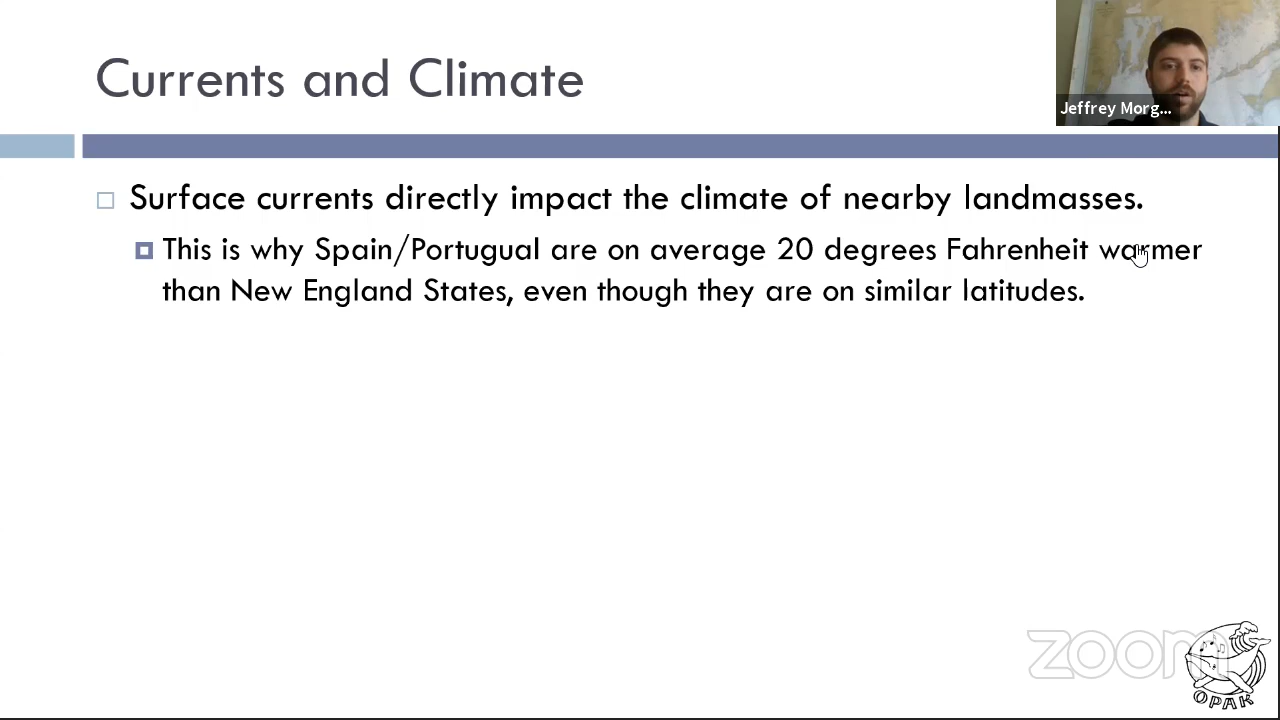 Currents and Climate
Jeffrey Morg...
Surface currents directly impact the climate of nearby landmasses.
This is why Spain/Portugual are on average 20 degrees Fahrenheit warmer
than New England States, even though they are on similar latitudes.
zoom
OPAK